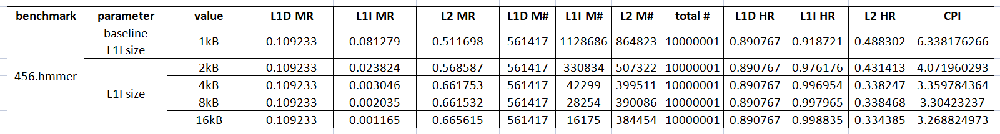 benchmark parameter value L1D MR L1I MR L2 MR L1D M# L1I M# L2 M# total # L1D HR L1I HR L2 HR CPI
baseline
L1I size
1kB 0.109233 0.081279 0.511698 561417 1128686 864823 10000001 0.890767 0.918721 0.488302 6.338176266
456.hmmer
L1I size
2kB 0.109233 0.023824 0.568587 561417 330834 507322 10000001 0.890767 0.976176 0.431413 4.071960293
4kB 0.109233 0.003046 0.661753 561417 42299 399511 10000001 0.890767 0.996954 0.338247 3.359784364
8kB 0.109233 0.002035 0.661532 561417 28254 390086 10000001 0.890767 0.997965 0.338468 3.30423237
16kB 0.109233 0.001165 0.665615 561417 16175 384454 10000001 0.890767 0.998835 0.334385 3.268824973